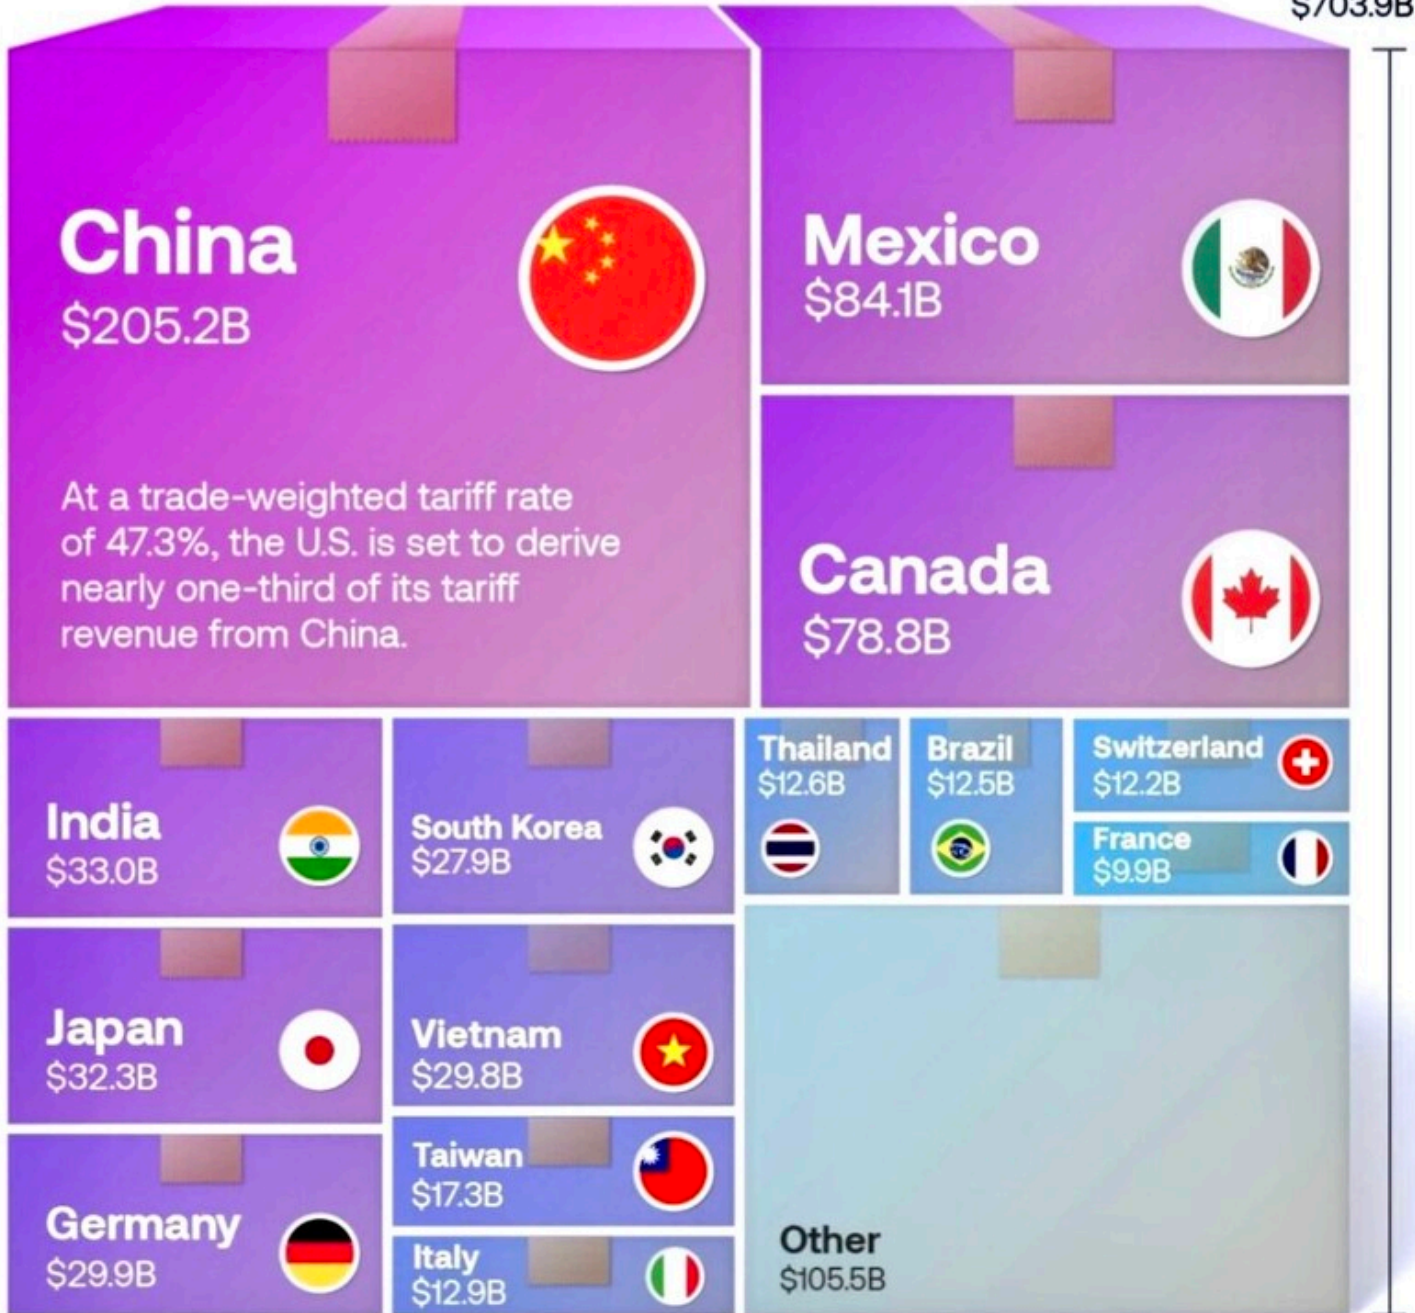 $703.9B
China
$205.2B
At a trade-weighted tariff rate
of 47.3%, the U.S. is set to derive
nearly one-third of its tariff
revenue from China.
Mexico
$84.1B
Canada
$78.8B
India
$33.0B
Japan
$32.3B
Germany
$29.9B
South Korea
$27.9B
Vietnam
$29.8B
Taiwan
$17.3B
Italy
$12.9B
Thailand
$12.6B
Brazil
$12.5B
Switzerland
$12.2B
France
$9.9B
Other
$105.5B